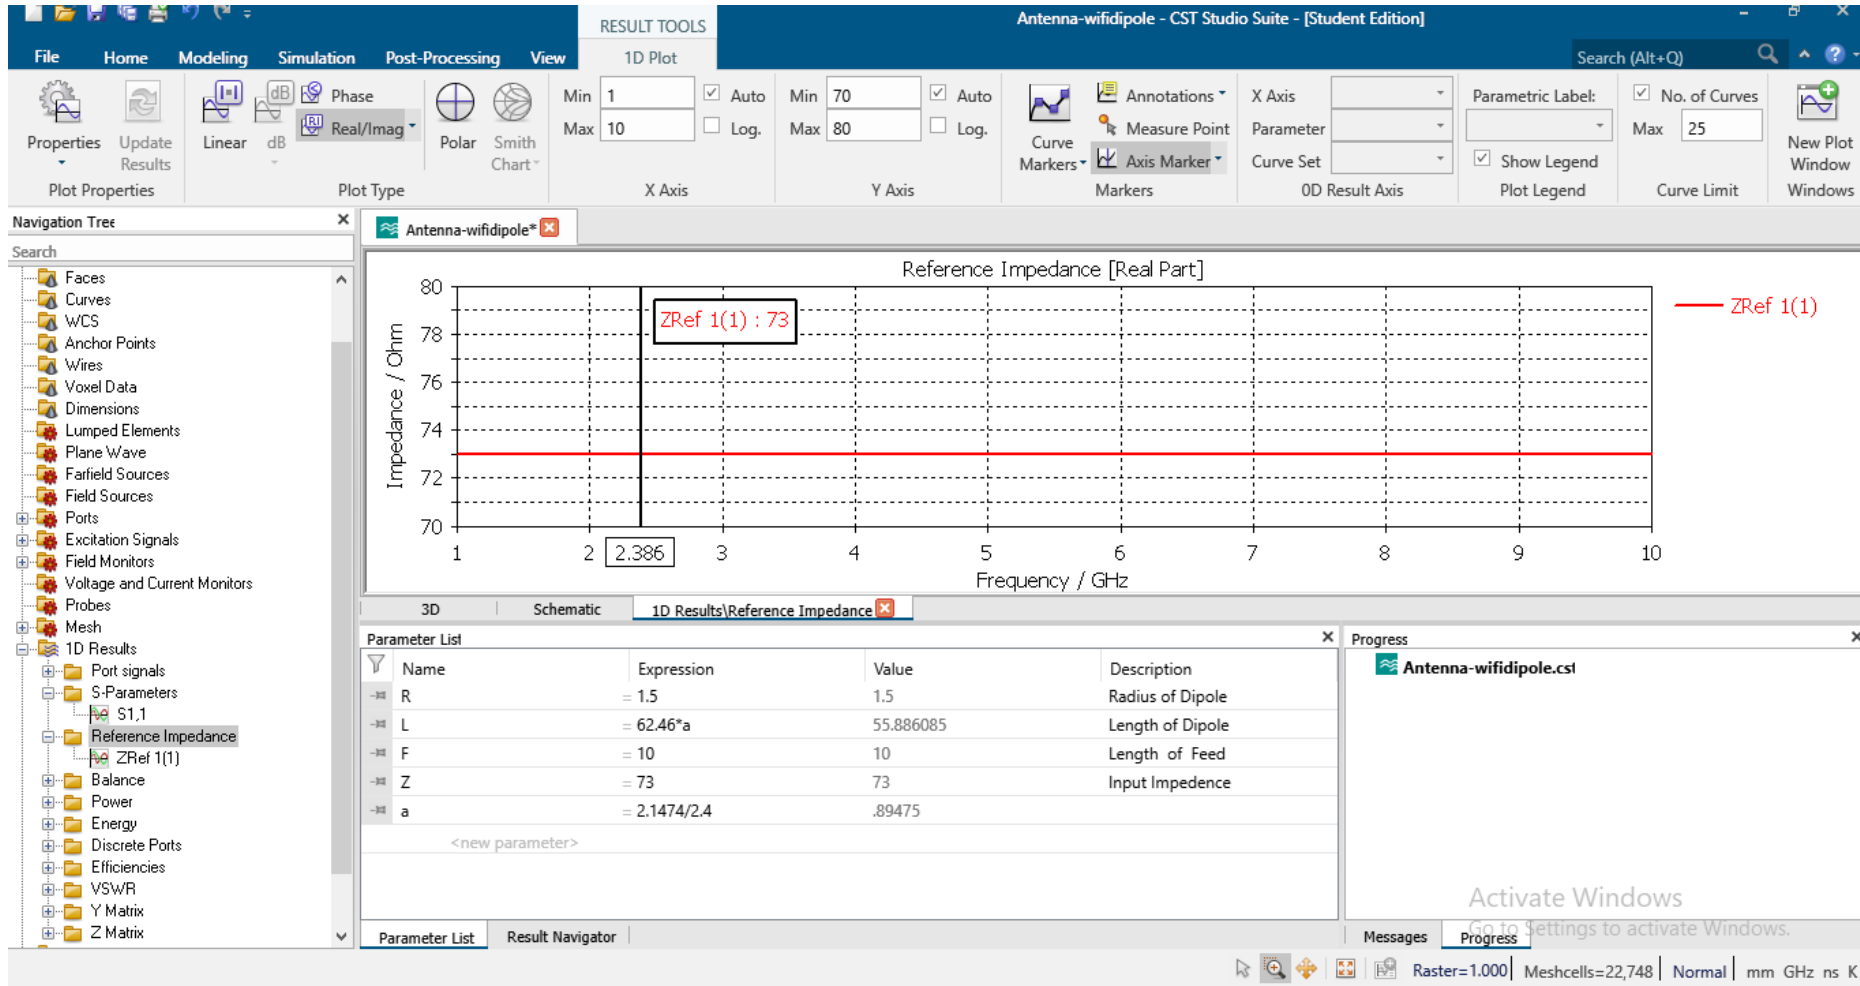 RESULT TOOLS
Antenna-wifidipole - CST Studio Suite - [Student Edition]
File Home Modeling Simulation Post-Processing View 1D Plot
Search (Alt+Q)
Properties
Update Results
Linear
dB
Phase
Real/Imag
Polar
Smith Chart
Min 1 Auto
Max 10 Log.
Min 70 Auto
Max 80 Log.
Curve Markers
Annotations
Measure Point
Axis Marker
X Axis
Parameter
Curve Set
Parametric Label:
Show Legend
No. of Curves
Max 25
New Plot Window
Plot Properties Plot Type X Axis Y Axis Markers 0D Result Axis Plot Legend Curve Limit Windows
Navigation Tree
Search
Faces
Curves
WCS
Anchor Points
Wires
Voxel Data
Dimensions
Lumped Elements
Plane Wave
Farfield Sources
Field Sources
Ports
Excitation Signals
Field Monitors
Voltage and Current Monitors
Probes
Mesh
1D Results
Port signals
S-Parameters
S1,1
Reference Impedance
ZRef 1(1)
Balance
Power
Energy
Discrete Ports
Efficiencies
VSWR
Y Matrix
Z Matrix
Antenna-wifidipole*
Reference Impedance [Real Part]
Impedance / Ohm
80
78
76
74
72
70
ZRef 1(1) : 73
ZRef 1(1)
1 2 2.386 3 4 5 6 7 8 9 10
Frequency / GHz
3D Schematic 1D Results\Reference Impedance
Parameter List
Name Expression Value Description
R = 1.5 1.5 Radius of Dipole
L = 62.46*a 55.886085 Length of Dipole
F = 10 10 Length of Feed
Z = 73 73 Input Impedence
a = 2.1474/2.4 .89475
<new parameter>
Parameter List Result Navigator
Progress
Antenna-wifidipole.cst
Activate Windows
Go to Settings to activate Windows.
Messages Progress
Raster=1.000 Meshcells=22,748 Normal mm GHz ns K